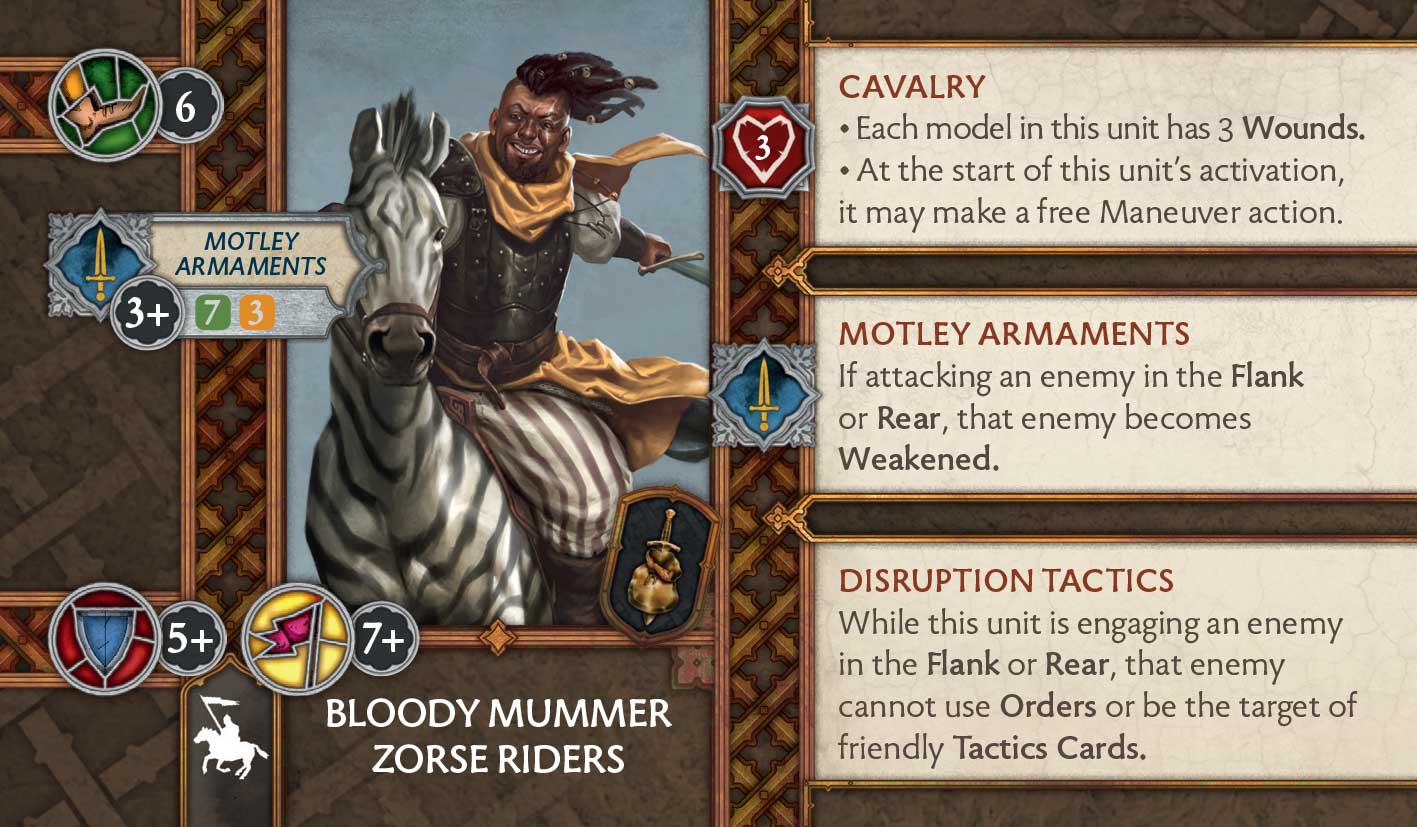 6
MOTLEY
ARMAMENTS
3+ 7 3
5+ 7+
BLOODY MUMMER
ZORSE RIDERS
3
CAVALRY
• Each model in this unit has 3 Wounds.
• At the start of this unit's activation,
it may make a free Maneuver action.
MOTLEY ARMAMENTS
If attacking an enemy in the Flank
or Rear, that enemy becomes
Weakened.
DISRUPTION TACTICS
While this unit is engaging an enemy
in the Flank or Rear, that enemy
cannot use Orders or be the target of
friendly Tactics Cards.